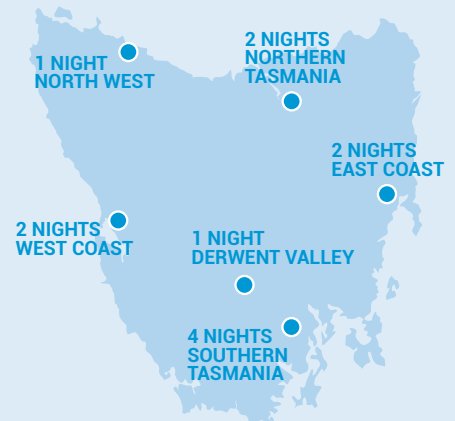 1 NIGHT
NORTH WEST
2 NIGHTS
NORTHERN
TASMANIA
2 NIGHTS
EAST COAST
2 NIGHTS
WEST COAST
1 NIGHT
DERWENT VALLEY
4 NIGHTS
SOUTHERN
TASMANIA